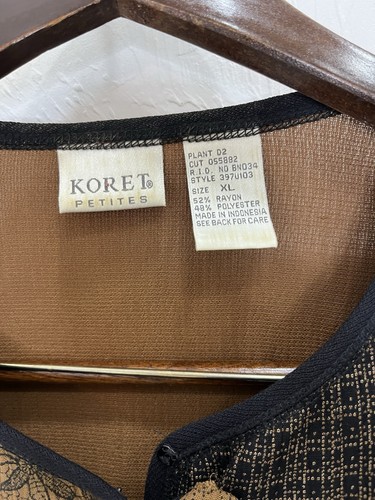 KORET®
PETITES
PLANT 02
CUT 055882
R.I.D. NO 6N034
STYLE 397U103
SIZE XL
52% RAYON
48% POLYESTER
MADE IN INDONESIA
SEE BACK FOR CARE